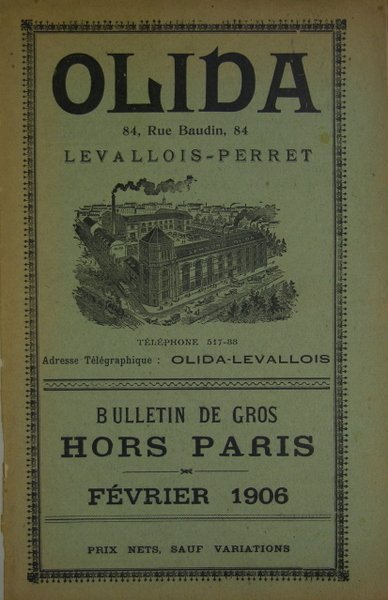 OLIDA
84, Rue Baudin, 84
LEVALLOIS-PERRET
TÉLÉPHONE 517-38
Adresse Télégraphique : OLIDA-LEVALLOIS
BULLETIN DE GROS
HORS PARIS
FÉVRIER 1906
PRIX NETS, SAUF VARIATIONS